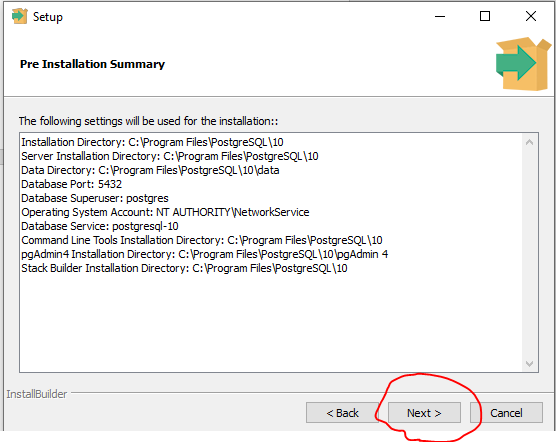 Setup
Pre Installation Summary
The following settings will be used for the installation::
Installation Directory: C:\Program Files\PostgreSQL\10
Server Installation Directory: C:\Program Files\PostgreSQL\10
Data Directory: C:\Program Files\PostgreSQL\10\data
Database Port: 5432
Database Superuser: postgres
Operating System Account: NT AUTHORITY\NetworkService
Database Service: postgresql-10
Command Line Tools Installation Directory: C:\Program Files\PostgreSQL\10
pgAdmin4 Installation Directory: C:\Program Files\PostgreSQL\10\pgAdmin 4
Stack Builder Installation Directory: C:\Program Files\PostgreSQL\10
InstallBuilder
< Back Next > Cancel